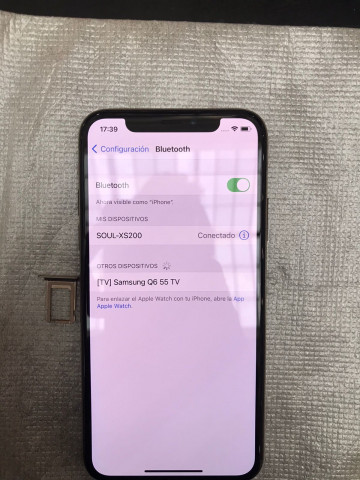 17:39
Configuración Bluetooth
Bluetooth
Ahora visible como "iPhone".
MIS DISPOSITIVOS
SOUL-XS200 Conectado
OTROS DISPOSITIVOS
[TV] Samsung Q6 55 TV
Para enlazar el Apple Watch con tu iPhone, abre la App
Apple Watch.